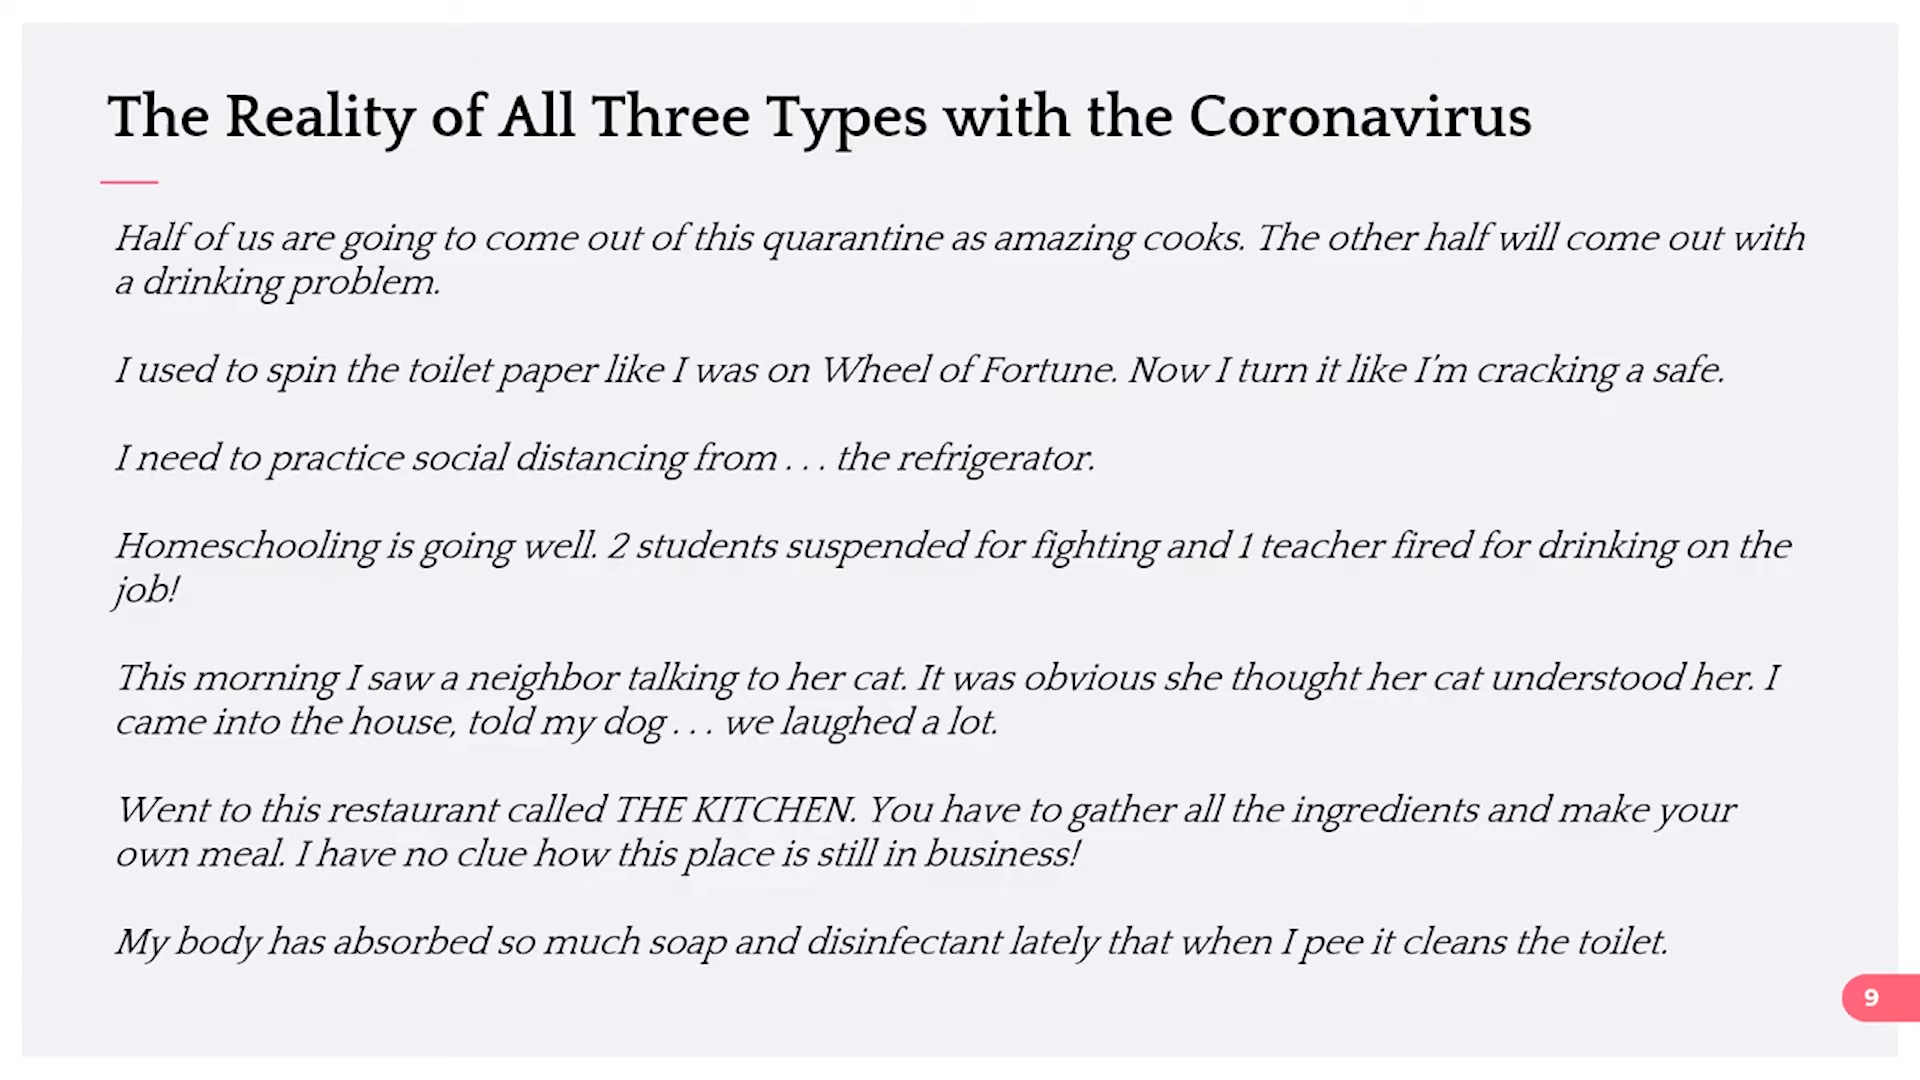 The Reality of All Three Types with the Coronavirus
Half of us are going to come out of this quarantine as amazing cooks. The other half will come out with
a drinking problem.
I used to spin the toilet paper like I was on Wheel of Fortune. Now I turn it like I'm cracking a safe.
I need to practice social distancing from . . . the refrigerator.
Homeschooling is going well. 2 students suspended for fighting and 1 teacher fired for drinking on the
job!
This morning I saw a neighbor talking to her cat. It was obvious she thought her cat understood her. I
came into the house, told my dog . . . we laughed a lot.
Went to this restaurant called THE KITCHEN. You have to gather all the ingredients and make your
own meal. I have no clue how this place is still in business!
My body has absorbed so much soap and disinfectant lately that when I pee it cleans the toilet.
9